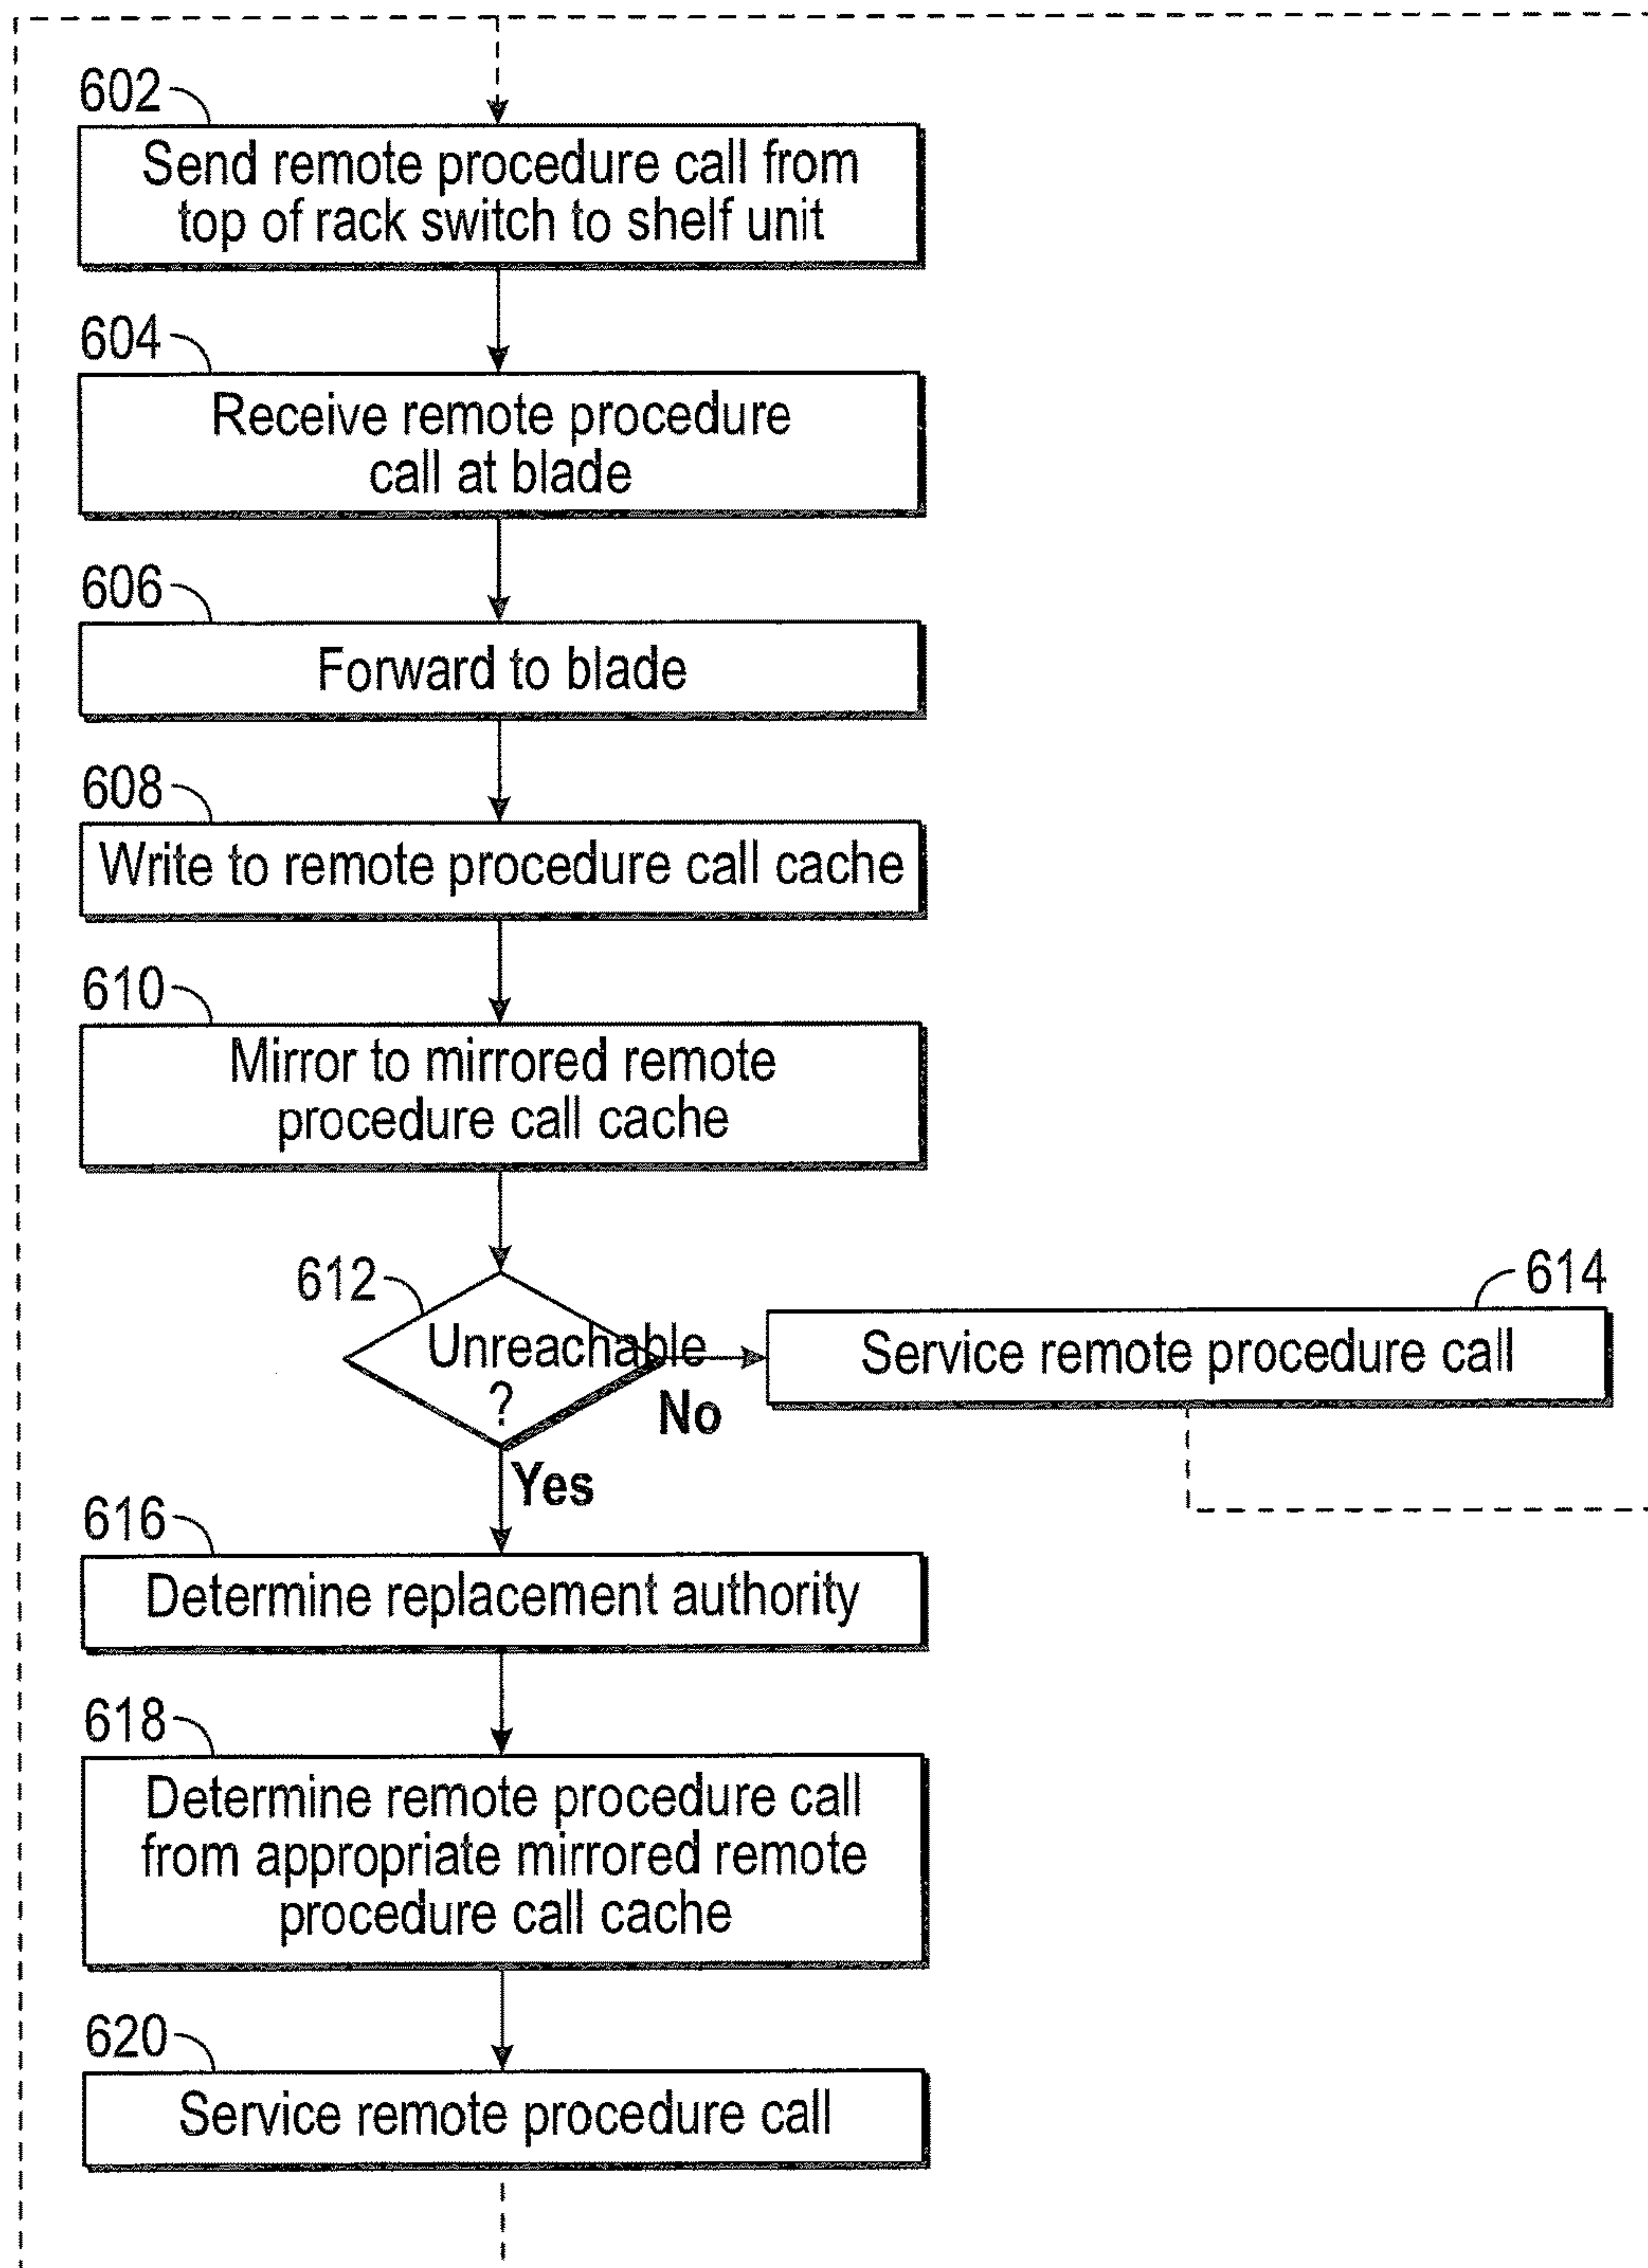 602
Send remote procedure call from
top of rack switch to shelf unit
604
Receive remote procedure
call at blade
606
Forward to blade
608
Write to remote procedure call cache
610
Mirror to mirrored remote
procedure call cache
612
Unreachable
?
No
614
Service remote procedure call
Yes
616
Determine replacement authority
618
Determine remote procedure call
from appropriate mirrored remote
procedure call cache
620
Service remote procedure call